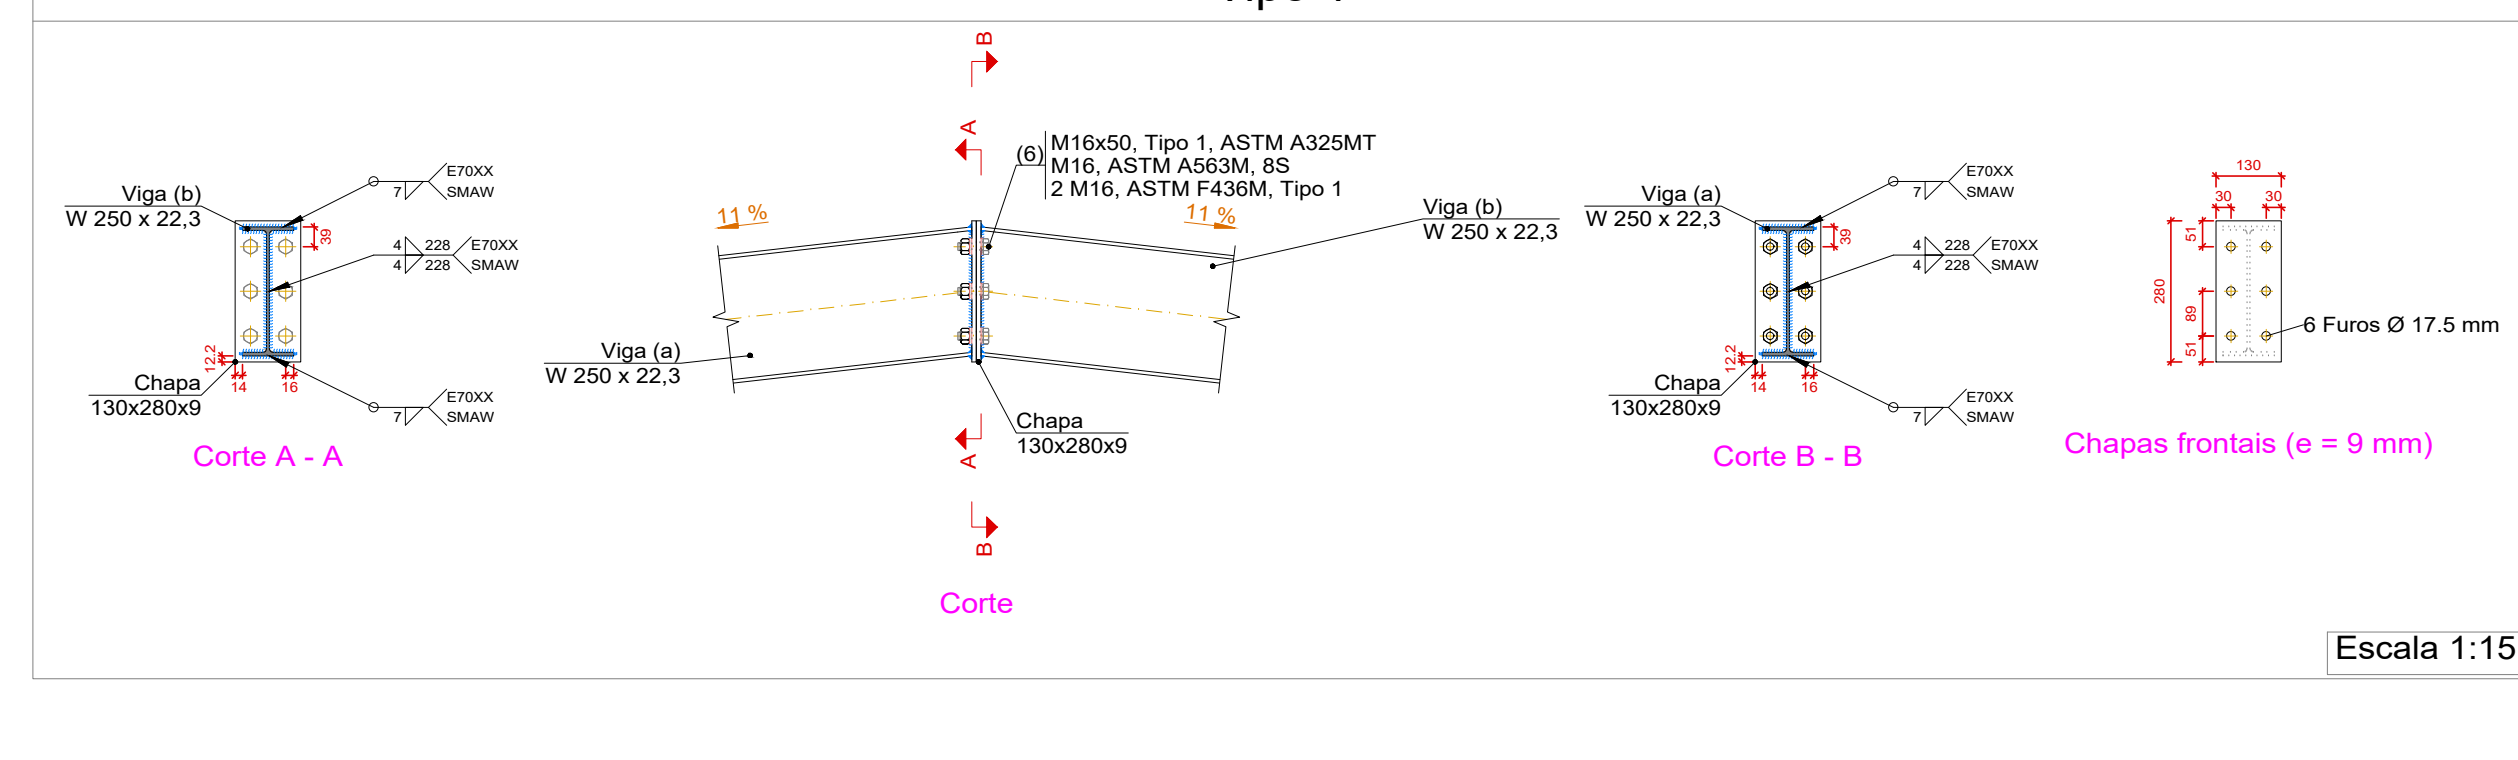 B
A
(6)
M16x50, Tipo 1, ASTM A325MT
M16, ASTM A563M, 8S
2 M16, ASTM F436M, Tipo 1
11 %
11 %
Viga (b)
W 250 x 22,3
Viga (a)
W 250 x 22,3
Chapa
130x280x9
A
B
Corte
Viga (b)
W 250 x 22,3
7
E70XX
SMAW
39
4 228 E70XX
4 228 SMAW
12.2
14
16
Chapa
130x280x9
7
E70XX
SMAW
Corte A - A
Viga (a)
W 250 x 22,3
7
E70XX
SMAW
39
4 228 E70XX
4 228 SMAW
12.2
14
16
Chapa
130x280x9
7
E70XX
SMAW
Corte B - B
130
30
30
51
280
89
51
6 Furos Ø 17.5 mm
Chapas frontais (e = 9 mm)
Escala 1:15